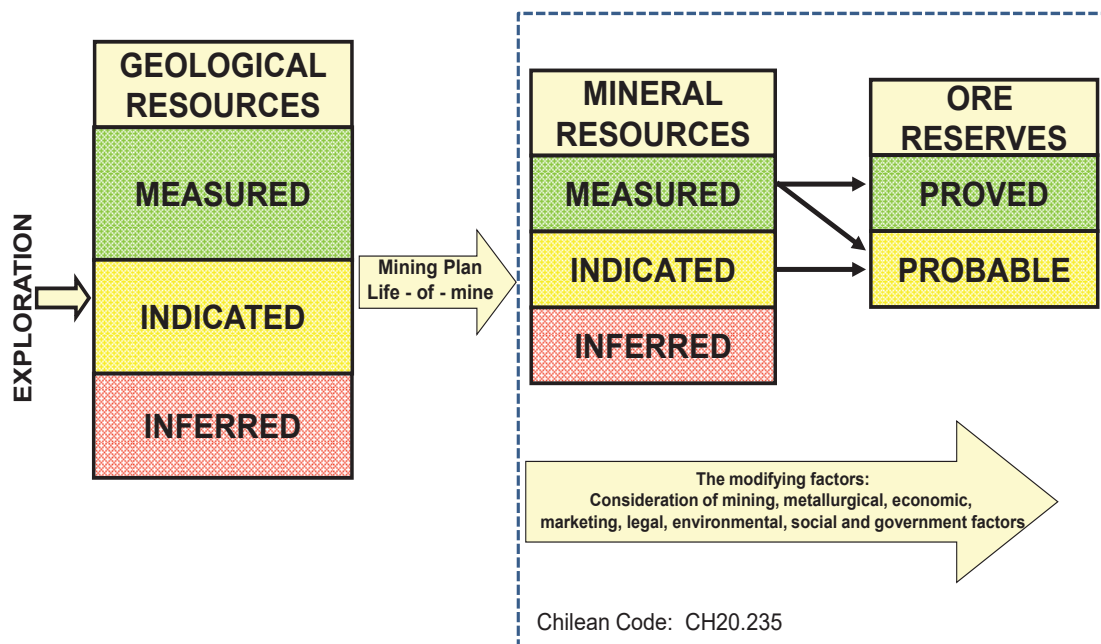 EXPLORATION
GEOLOGICAL
RESOURCES
MEASURED
INDICATED
INFERRED
Mining Plan
Life - of - mine
MINERAL
RESOURCES
MEASURED
INDICATED
INFERRED
ORE
RESERVES
PROVED
PROBABLE
The modifying factors:
Consideration of mining, metallurgical, economic,
marketing, legal, environmental, social and government factors
Chilean Code: CH20.235